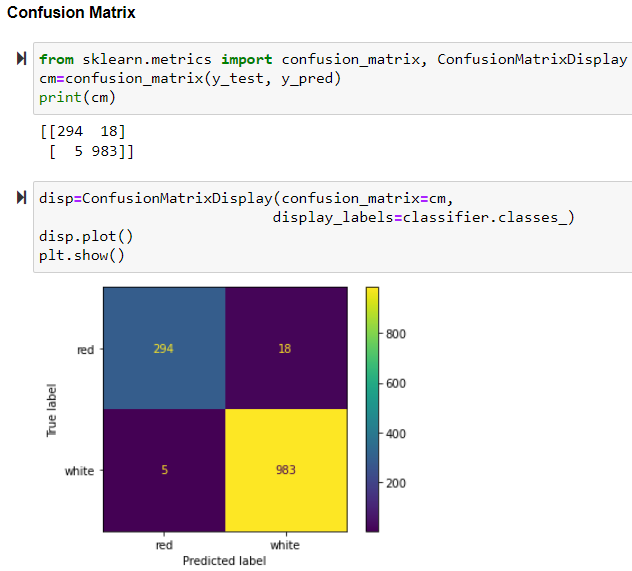 Confusion Matrix
from sklearn.metrics import confusion_matrix, ConfusionMatrixDisplay
cm=confusion_matrix(y_test, y_pred)
print(cm)
[[294  18]
 [  5 983]]
disp=ConfusionMatrixDisplay(confusion_matrix=cm,
                            display_labels=classifier.classes_)
disp.plot()
plt.show()
800
red 294 18
600
True label
400
white 5 983
200
red white
Predicted label